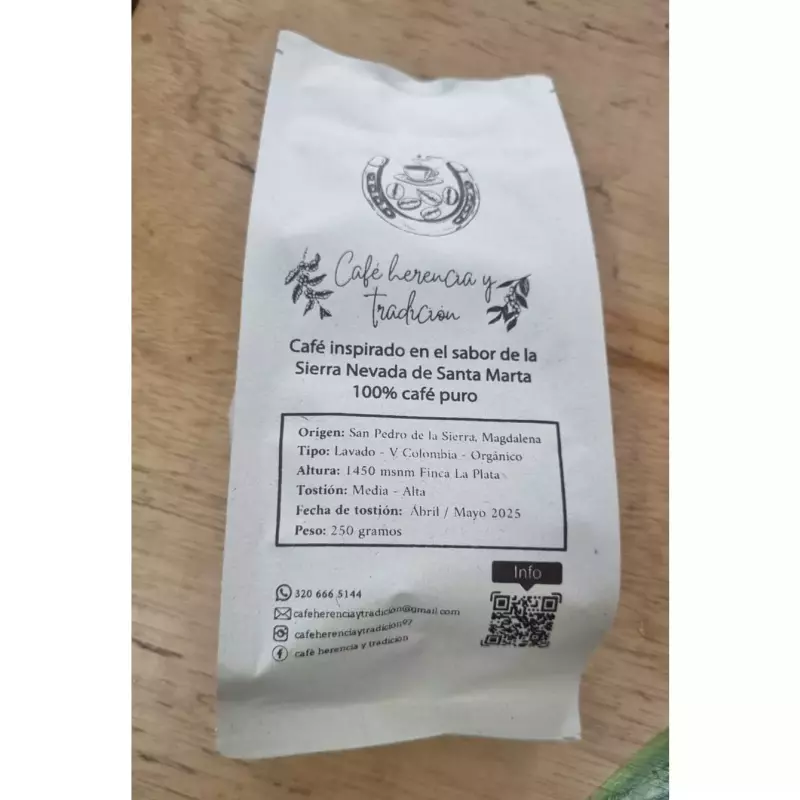 Café herencia y
tradición
Café inspirado en el sabor de la
Sierra Nevada de Santa Marta
100% café puro
Origen: San Pedro de la Sierra, Magdalena
Tipo: Lavado - V Colombia - Orgánico
Altura: 1450 msnm Finca La Plata
Tostión: Media - Alta
Fecha de tostión: Ábril / Mayo 2025
Peso: 250 gramos
Info
320 666 5144
cafeherenciaytradicion@gmail.com
cafeherenciaytradicion97
café herencia y tradición